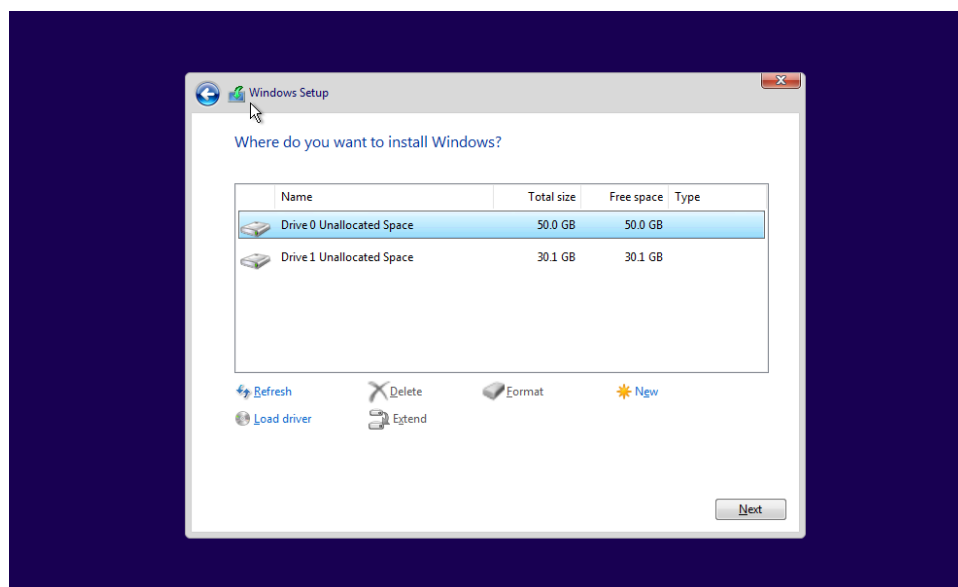 Windows Setup
Where do you want to install Windows?
Name Total size Free space Type
Drive 0 Unallocated Space 50.0 GB 50.0 GB
Drive 1 Unallocated Space 30.1 GB 30.1 GB
Refresh Delete Format New
Load driver Extend
Next